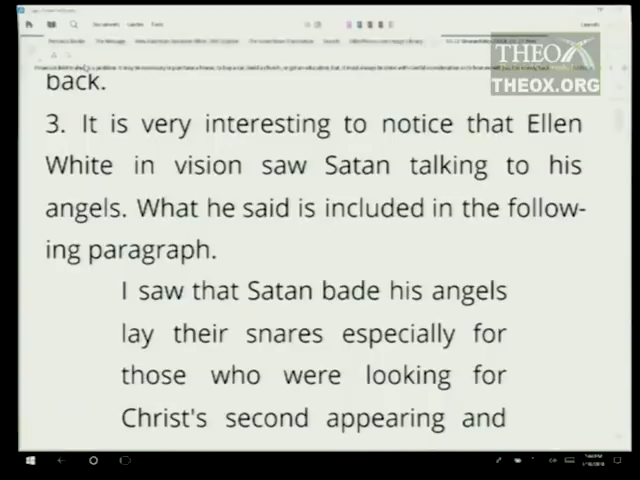 THEOX
THEOX.ORG
back.
3. It is very interesting to notice that Ellen
White in vision saw Satan talking to his
angels. What he said is included in the follow-
ing paragraph.
I saw that Satan bade his angels
lay their snares especially for
those who were looking for
Christ's second appearing and